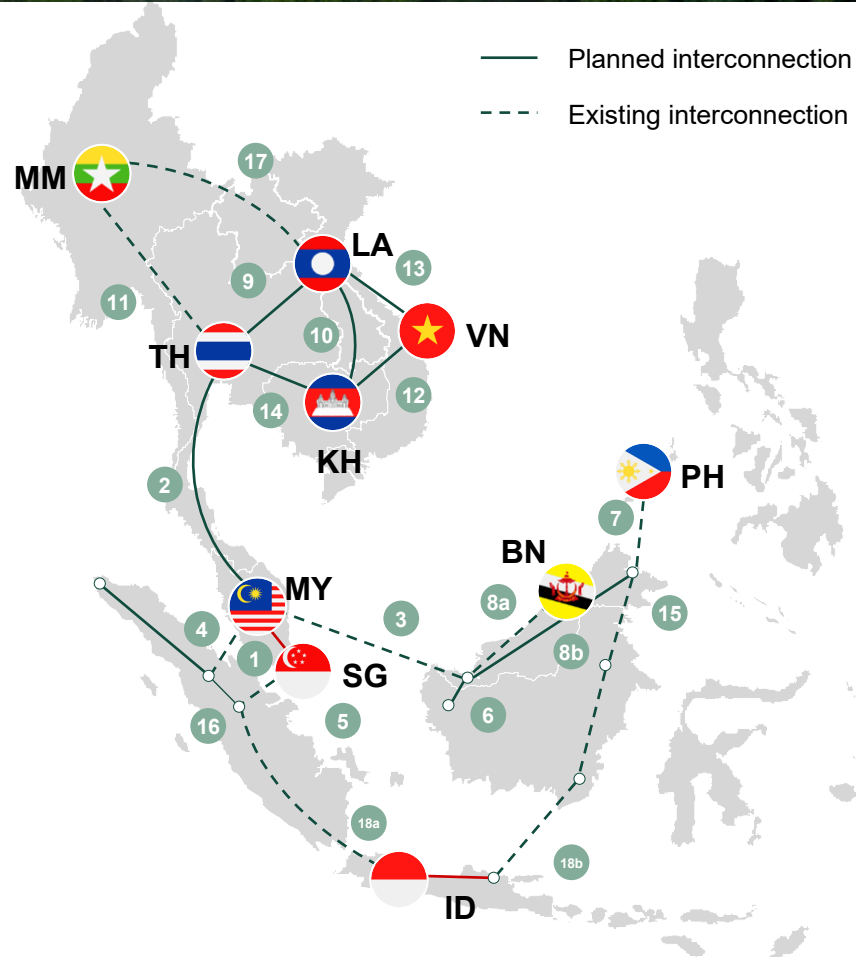 Planned interconnection
Existing interconnection
17
MM
LA
13
9
11
10
VN
TH
12
14
KH
2
PH
7
BN
MY
8a
3
15
4
1
8b
SG
6
5
16
18a
18b
ID